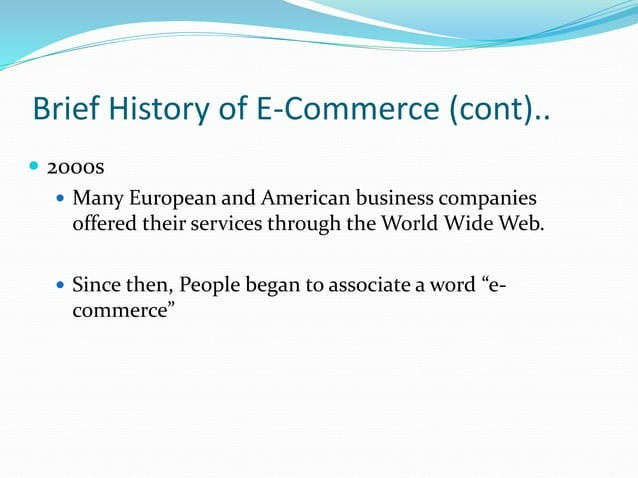 Brief History of E-Commerce (cont)..
2000s
Many European and American business companies
offered their services through the World Wide Web.
Since then, People began to associate a word “e-
commerce”